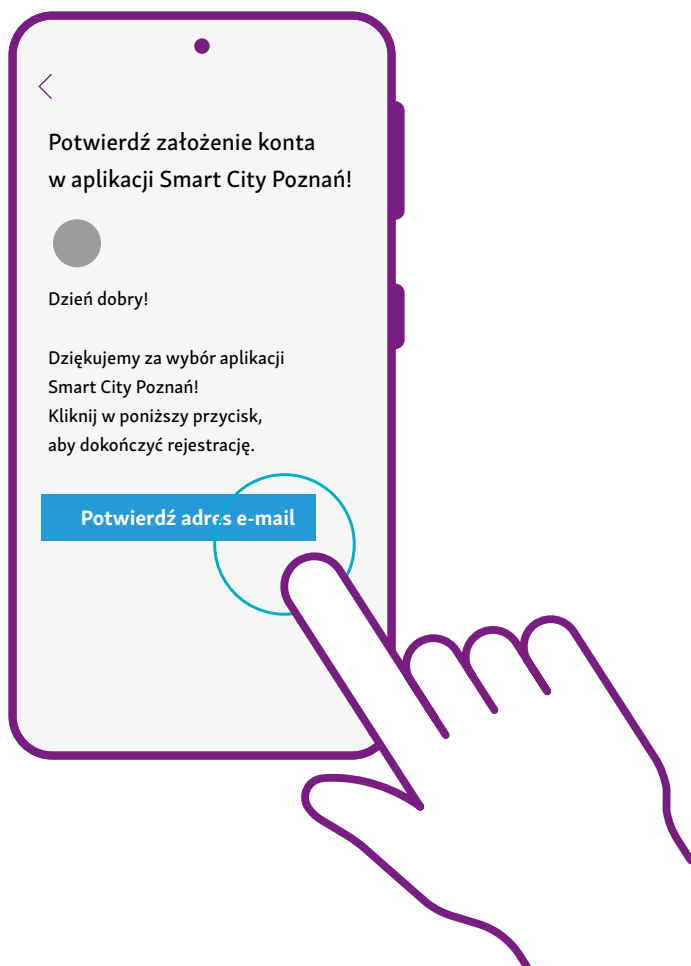 Potwierdź założenie konta
w aplikacji Smart City Poznań!
Dzień dobry!
Dziękujemy za wybór aplikacji
Smart City Poznań!
Kliknij w poniższy przycisk,
aby dokończyć rejestrację.
Potwierdź adres e-mail